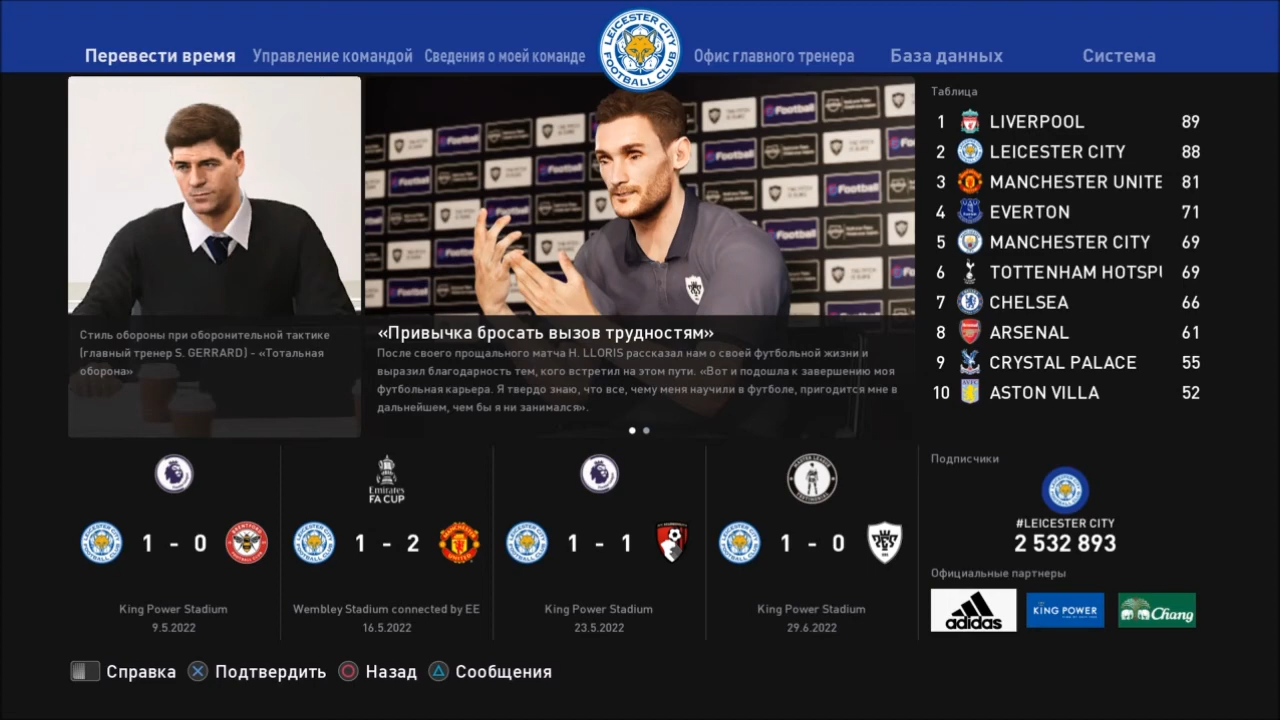 Перевести время
Управление командой
Сведения о моей команде
LEICESTER CITY
FOOTBALL CLUB
Офис главного тренера
База данных
Система
Стиль обороны при оборонительной тактике
(главный тренер S. GERRARD) - «Тотальная
оборона»
Football
Football
Football
Football
«Привычка бросать вызов трудностям»
После своего прощального матча H. LLORIS рассказал нам о своей футбольной жизни и
выразил благодарность тем, кого встретил на этом пути. «Вот и подошла к завершению моя
футбольная карьера. Я твердо знаю, что все, чему меня научили в футболе, пригодится мне в
дальнейшем, чем бы я ни занимался».
Таблица
1 LIVERPOOL 89
2 LEICESTER CITY 88
3 MANCHESTER UNITE 81
4 EVERTON 71
5 MANCHESTER CITY 69
6 TOTTENHAM HOTSPU 69
7 CHELSEA 66
8 ARSENAL 61
9 CRYSTAL PALACE 55
10 ASTON VILLA 52
1 - 0
King Power Stadium
9.5.2022
Emirates
FA CUP
1 - 2
Wembley Stadium connected by EE
16.5.2022
1 - 1
King Power Stadium
23.5.2022
1 - 0
King Power Stadium
29.6.2022
Подписчики
#LEICESTER CITY
2 532 893
Официальные партнеры
adidas
KING POWER
Chang
Справка
Подтвердить
Назад
Сообщения